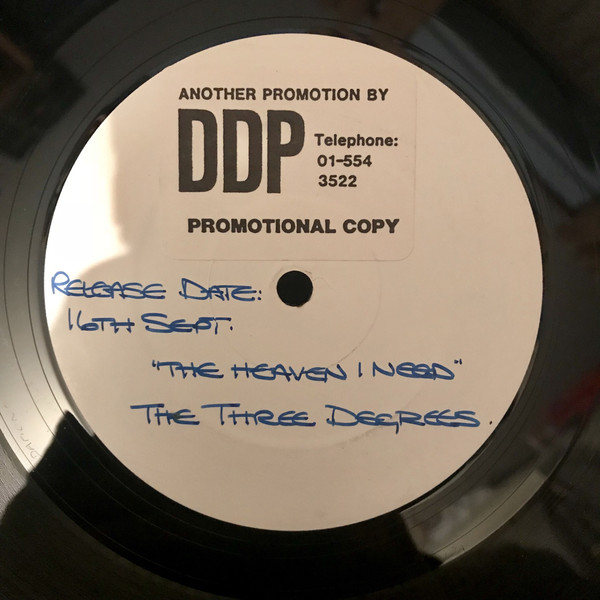 ANOTHER PROMOTION BY
DDP
Telephone:
01-554
3522
PROMOTIONAL COPY
RELEASE DATE:
16TH SEPT.
"THE HEAVEN I NEED"
THE THREE DEGREES.